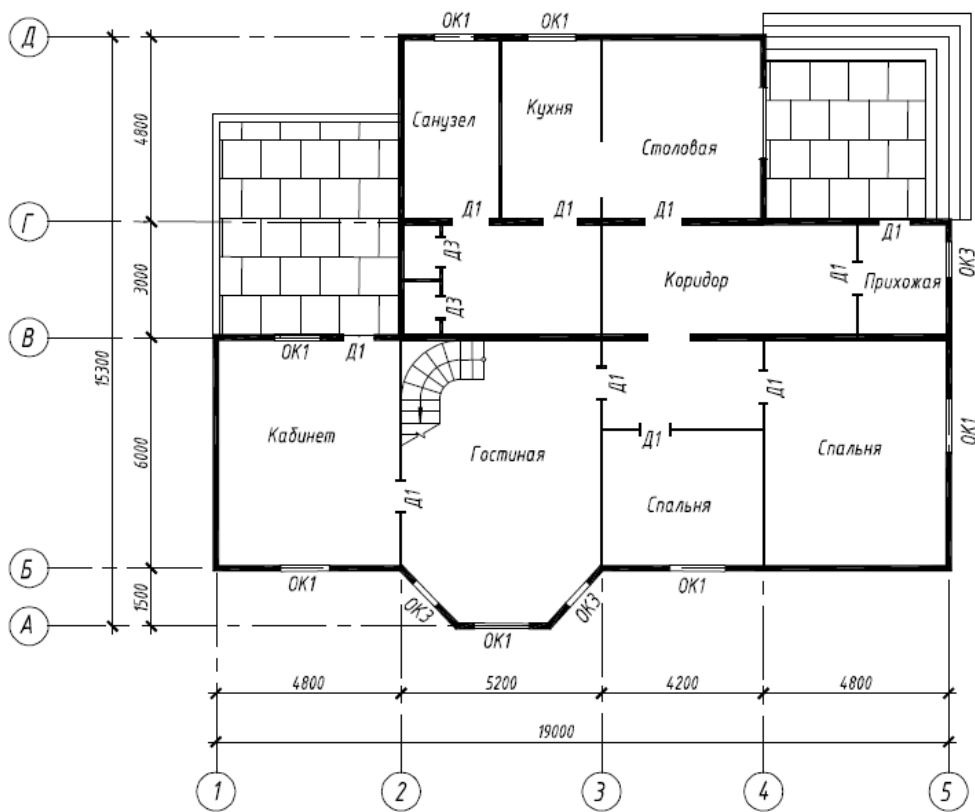 ОК1
ОК1
Д
Санузел
Кухня
Столовая
4800
Г
Д1
Д1
Д1
Д1
Д3
Д3
Коридор
Д1
Прихожая
ОК3
3000
15300
В
ОК1
Д1
Д1
Д1
Кабинет
Гостиная
Д1
Спальня
ОК1
6000
Д1
Спальня
Б
ОК1
ОК3
ОК3
ОК1
1500
А
ОК1
4800
5200
4200
4800
19000
1
2
3
4
5